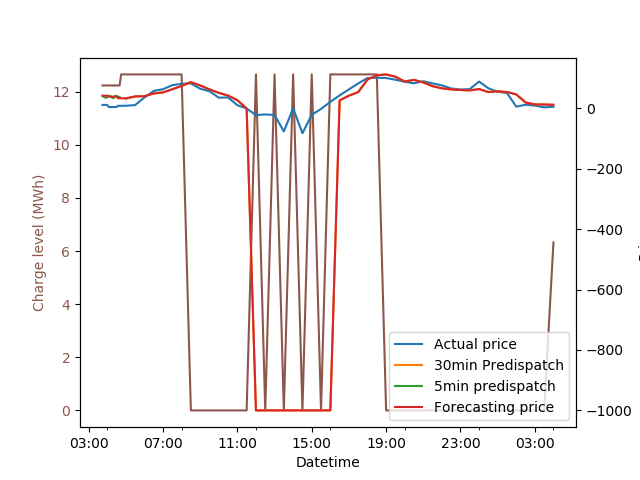 12
10
8
6
4
2
0
Charge level (MWh)
0
−200
−400
−600
−800
−1000
Actual price
30min Predispatch
5min predispatch
Forecasting price
03:00 07:00 11:00 15:00 19:00 23:00 03:00
Datetime